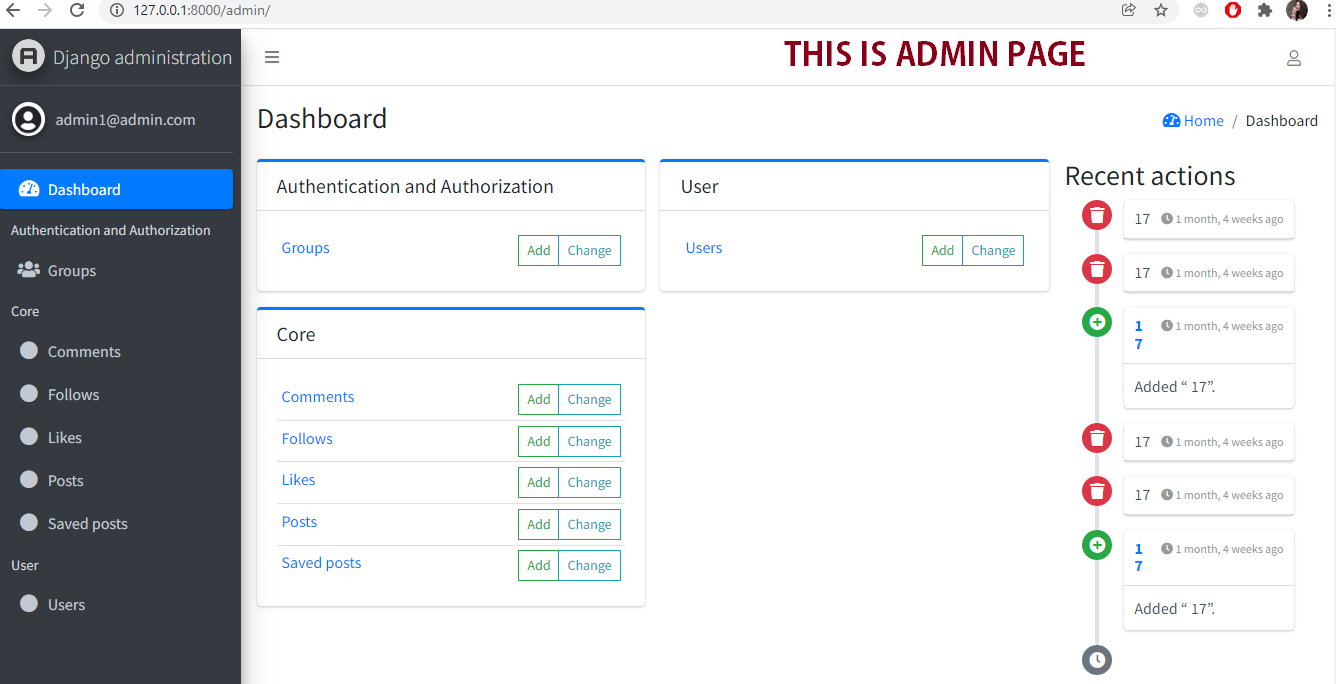 127.0.0.1:8000/admin/
Django administration
THIS IS ADMIN PAGE
admin1@admin.com
Dashboard
Authentication and Authorization
Groups
Core
Comments
Follows
Likes
Posts
Saved posts
User
Users
Dashboard
Home / Dashboard
Authentication and Authorization
Groups Add Change
User
Users Add Change
Core
Comments Add Change
Follows Add Change
Likes Add Change
Posts Add Change
Saved posts Add Change
Recent actions
17 1 month, 4 weeks ago
17 1 month, 4 weeks ago
1 1 month, 4 weeks ago
7
Added “ 17”.
17 1 month, 4 weeks ago
17 1 month, 4 weeks ago
1 1 month, 4 weeks ago
7
Added “ 17”.